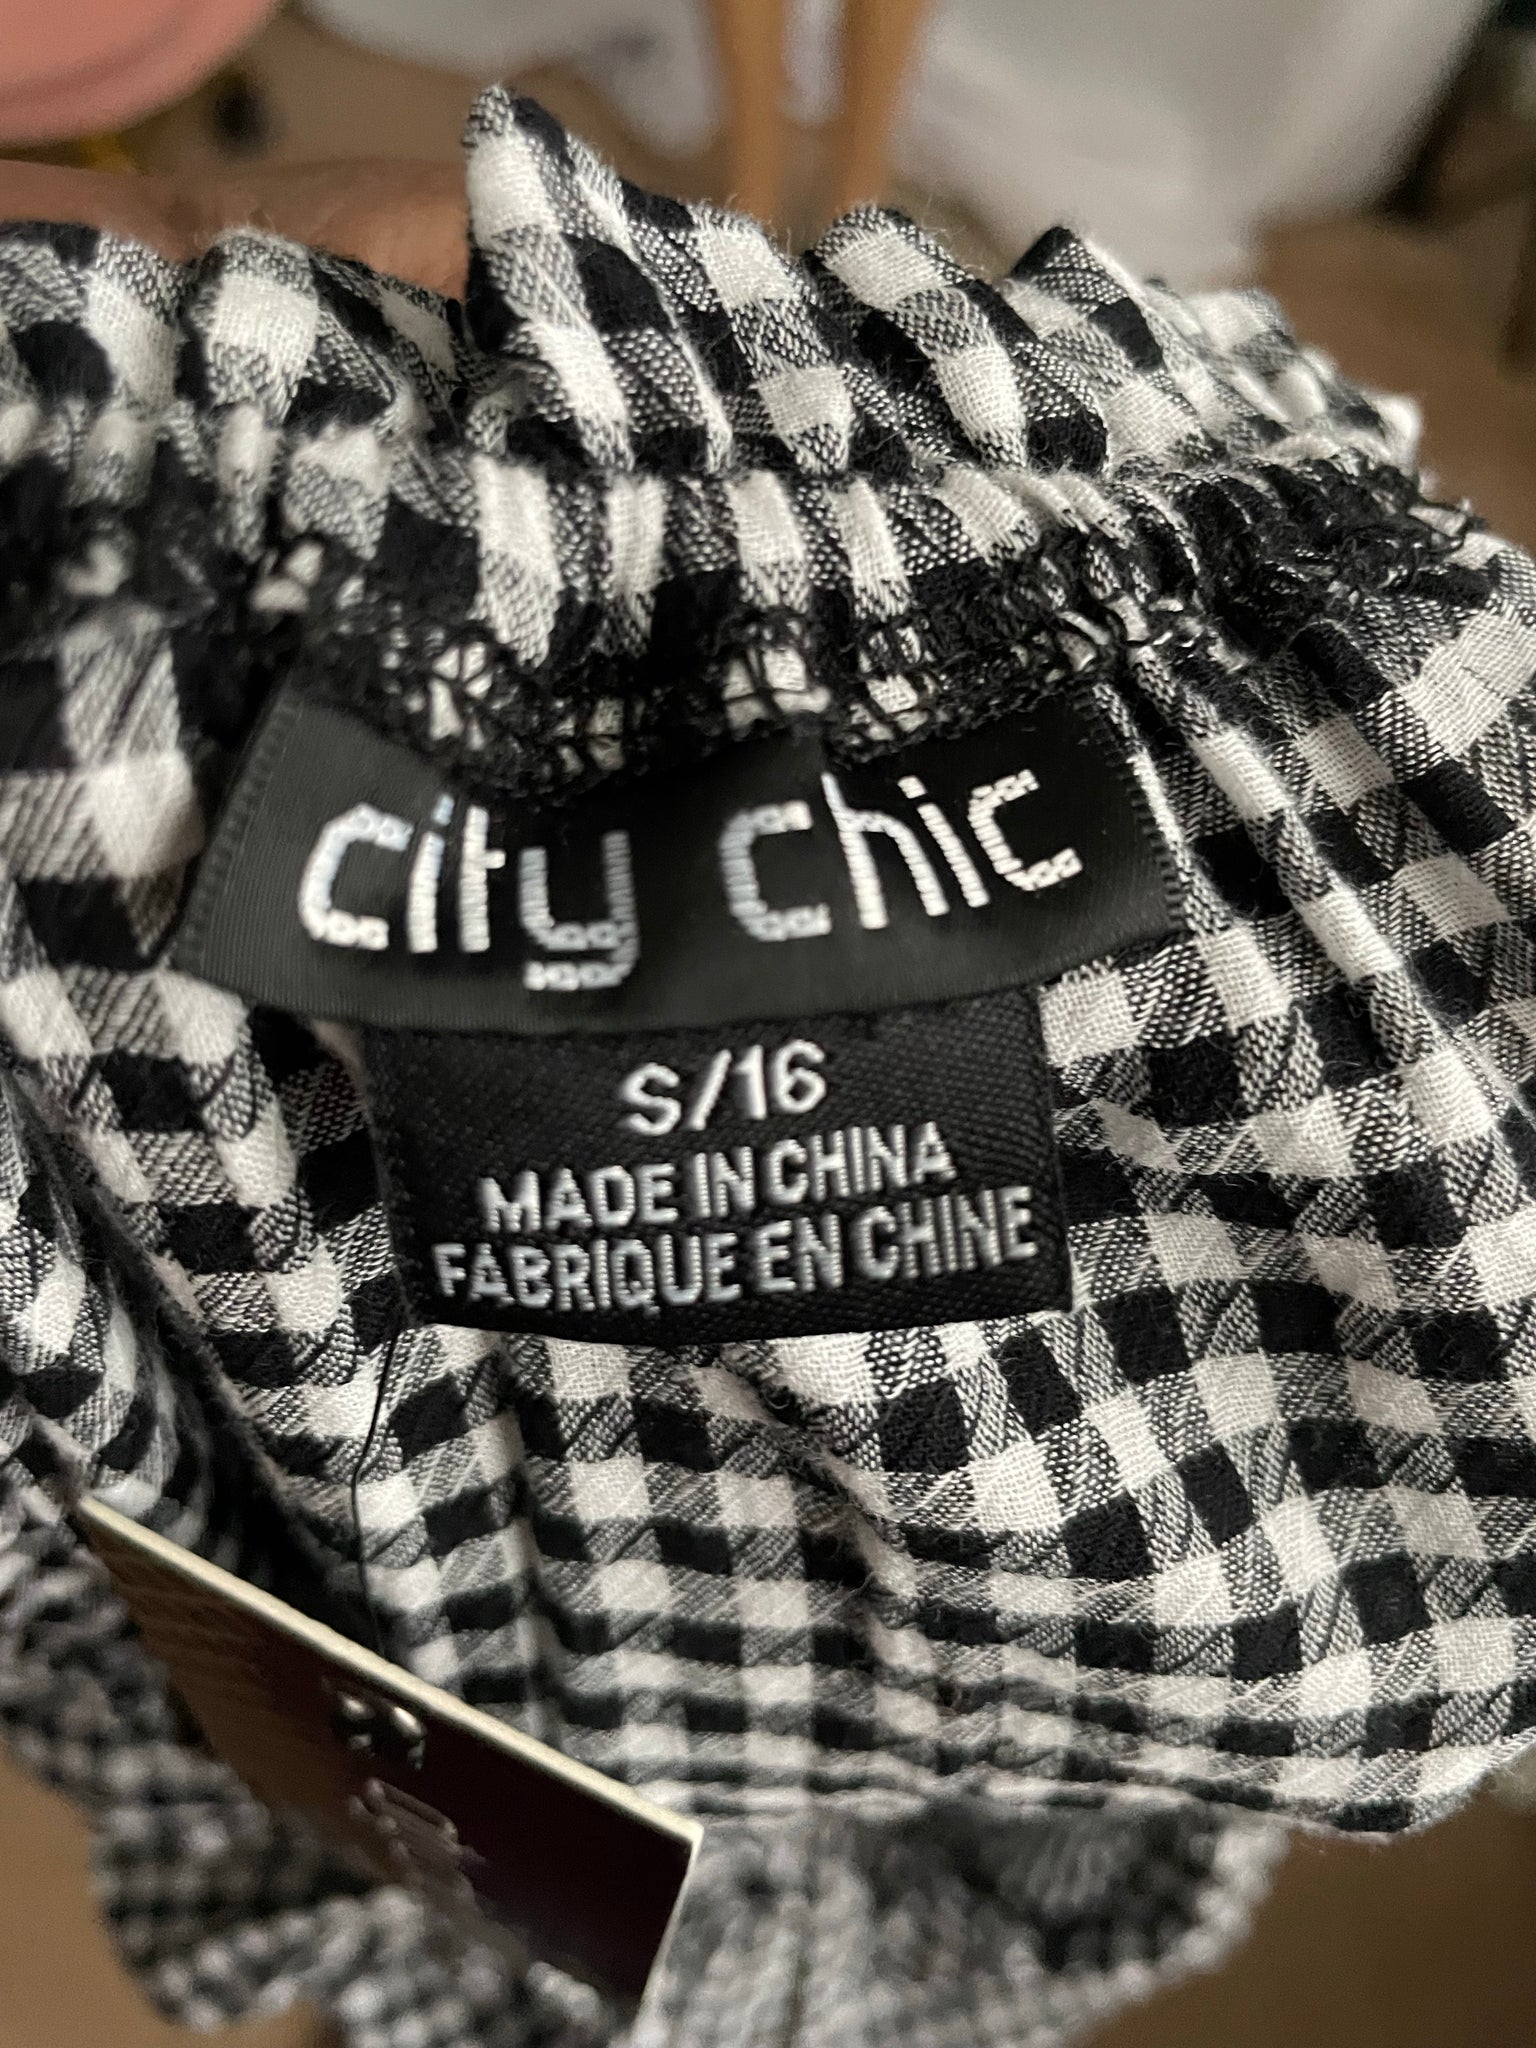 city chic
S/16
MADE IN CHINA
FABRIQUE EN CHINE